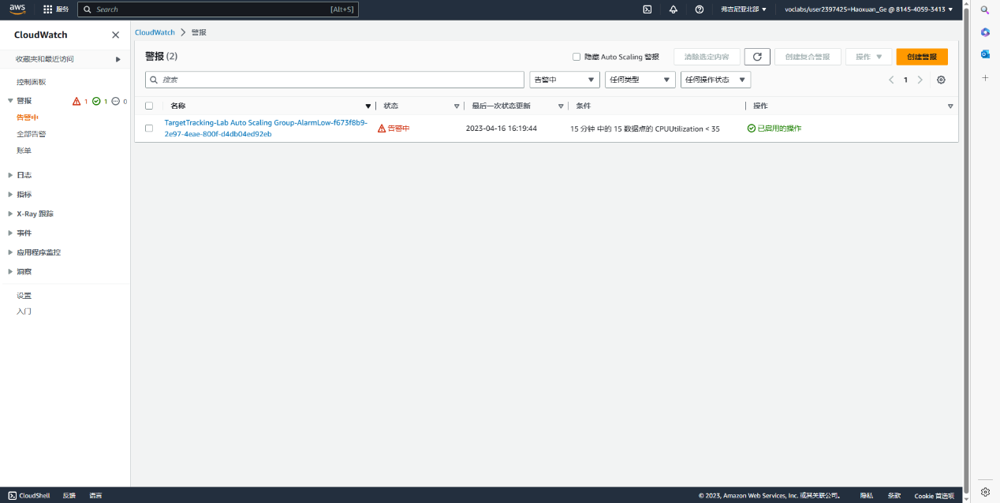 aws
服务
Search
[Alt+S]
弗吉尼亚北部
voclabs/user2397425=Haoxuan_Ge @ 8145-4059-3413
CloudWatch
收藏夹和最近访问
控制面板
警报 1 1 0
告警中
全部告警
账单
日志
指标
X-Ray 跟踪
事件
应用程序监控
洞察
设置
入门
CloudWatch 警报
警报 (2)
隐藏 Auto Scaling 警报
清除选定内容
创建复合警报
操作
创建警报
搜索
告警中
任何类型
任何操作状态
1
名称 状态 最后一次状态更新 条件 操作
TargetTracking-Lab Auto Scaling Group-AlarmLow-f673f8b9-
2e97-4eae-800f-d4db04ed92eb
告警中
2023-04-16 16:19:44
15 分钟 中的 15 数据点的 CPUUtilization < 35
已启用的操作
CloudShell 反馈 语言
© 2023, Amazon Web Services, Inc. 或其关联公司。 隐私 条款 Cookie 首选项